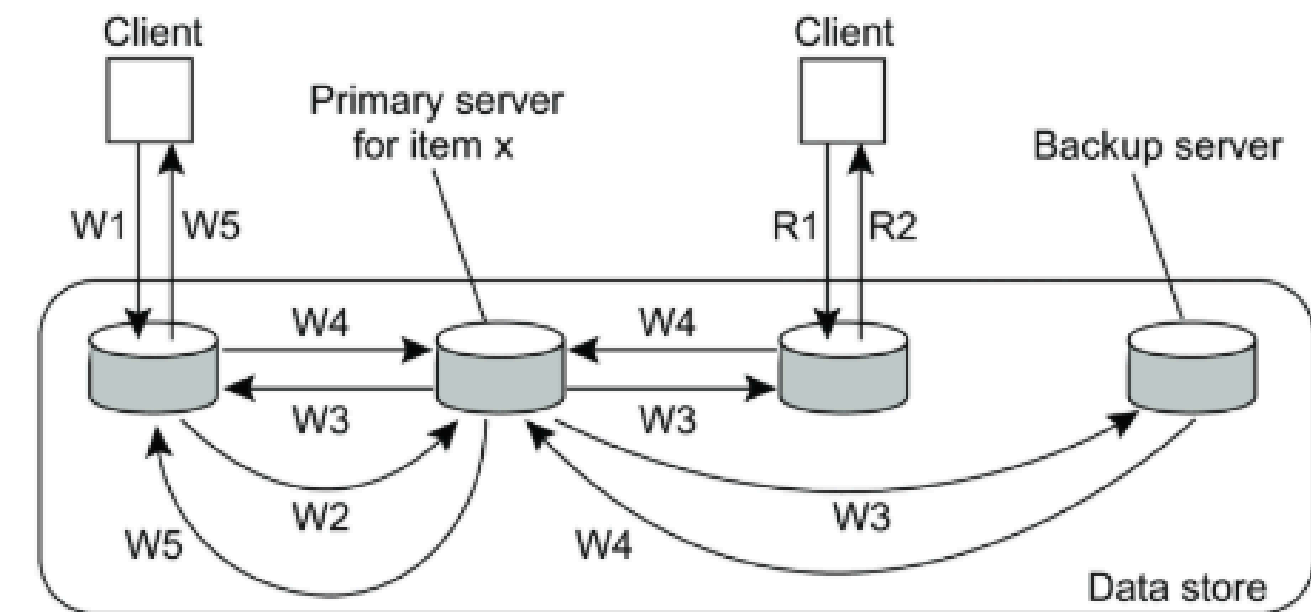 Client
Client
Primary server
for item x
Backup server
W1
W5
R1
R2
W4
W4
W3
W3
W2
W3
W5
W4
Data store